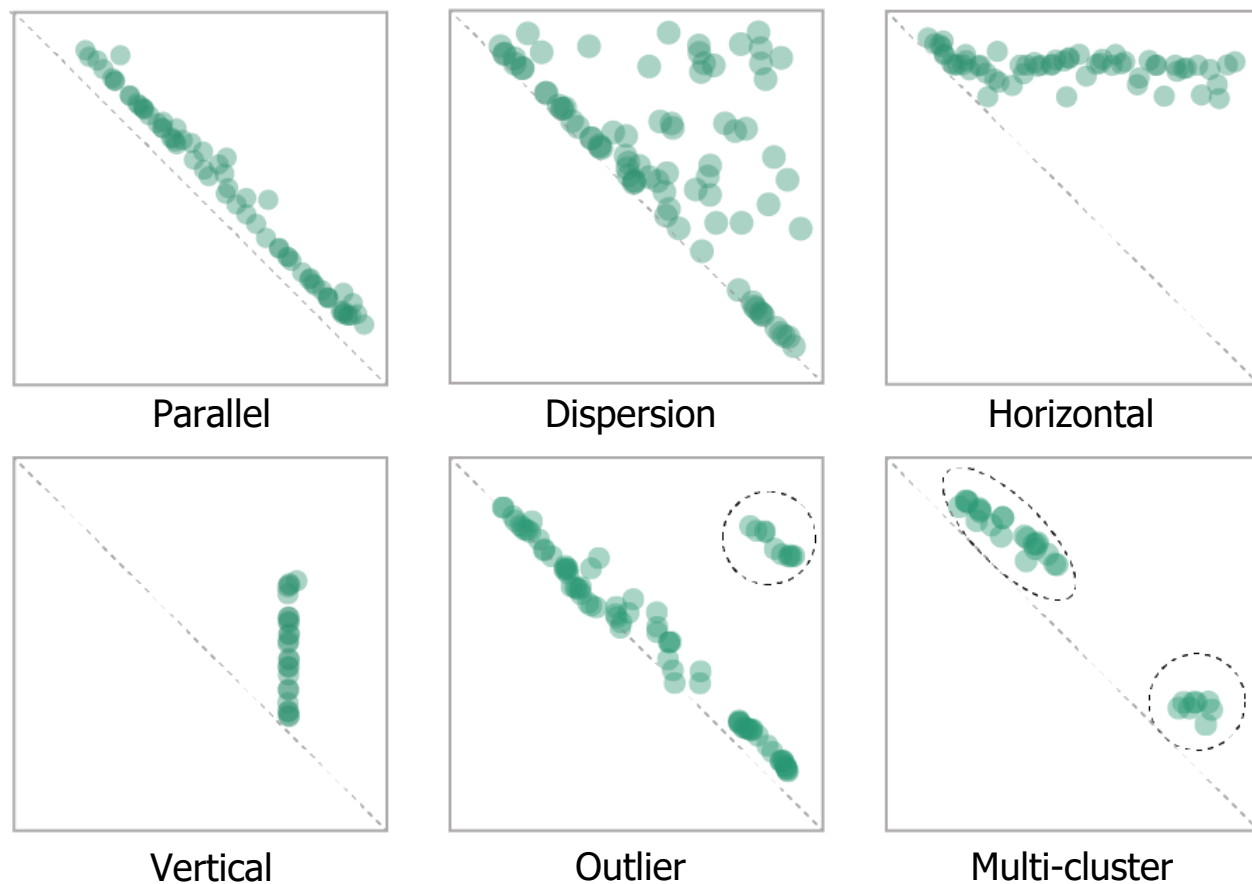 Parallel
Dispersion
Horizontal
Vertical
Outlier
Multi-cluster